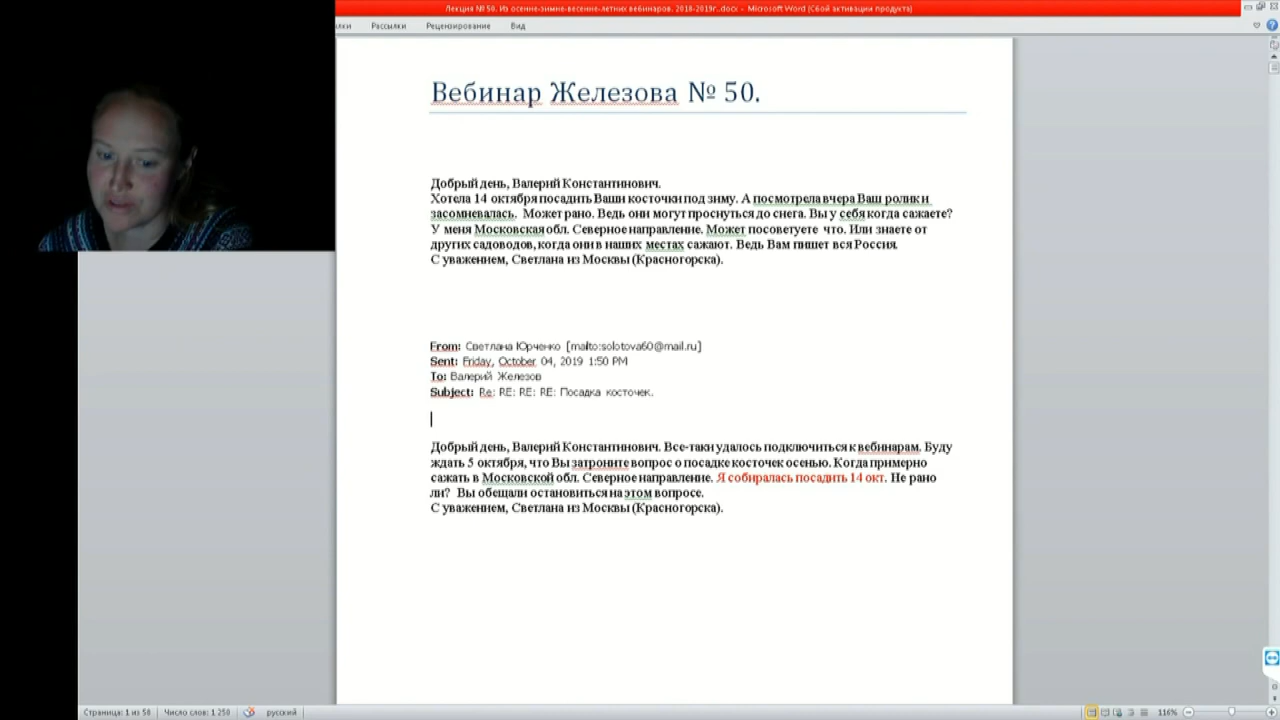 Лекция № 50. Из осенне-зимне-весенне-летних вебинаров. 2018-2019г..docx - Microsoft Word (Сбой активации продукта)
лки Рассылки Рецензирование Вид
Вебинар Железова № 50.
Добрый день, Валерий Константинович.
Хотела 14 октября посадить Ваши косточки под зиму. А посмотрела вчера Ваш ролик и
засомневалась. Может рано. Ведь они могут проснуться до снега. Вы у себя когда сажаете?
У меня Московская обл. Северное направление. Может посоветуете что. Или знаете от
других садоводов, когда они в наших местах сажают. Ведь Вам пишет вся Россия.
С уважением, Светлана из Москвы (Красногорска).
From: Светлана Юрченко [mailto:solotova60@mail.ru]
Sent: Friday, October 04, 2019 1:50 PM
To: Валерий Железов
Subject: Re: RE: RE: RE: Посадка косточек.
Добрый день, Валерий Константинович. Все-таки удалось подключиться к вебинарам. Буду
ждать 5 октября, что Вы затроните вопрос о посадке косточек осенью. Когда примерно
сажать в Московской обл. Северное направление. Я собиралась посадить 14 окт. Не рано
ли? Вы обещали остановиться на этом вопросе.
С уважением, Светлана из Москвы (Красногорска).
Страница: 1 из 58 Число слов: 1 250 русский 116%